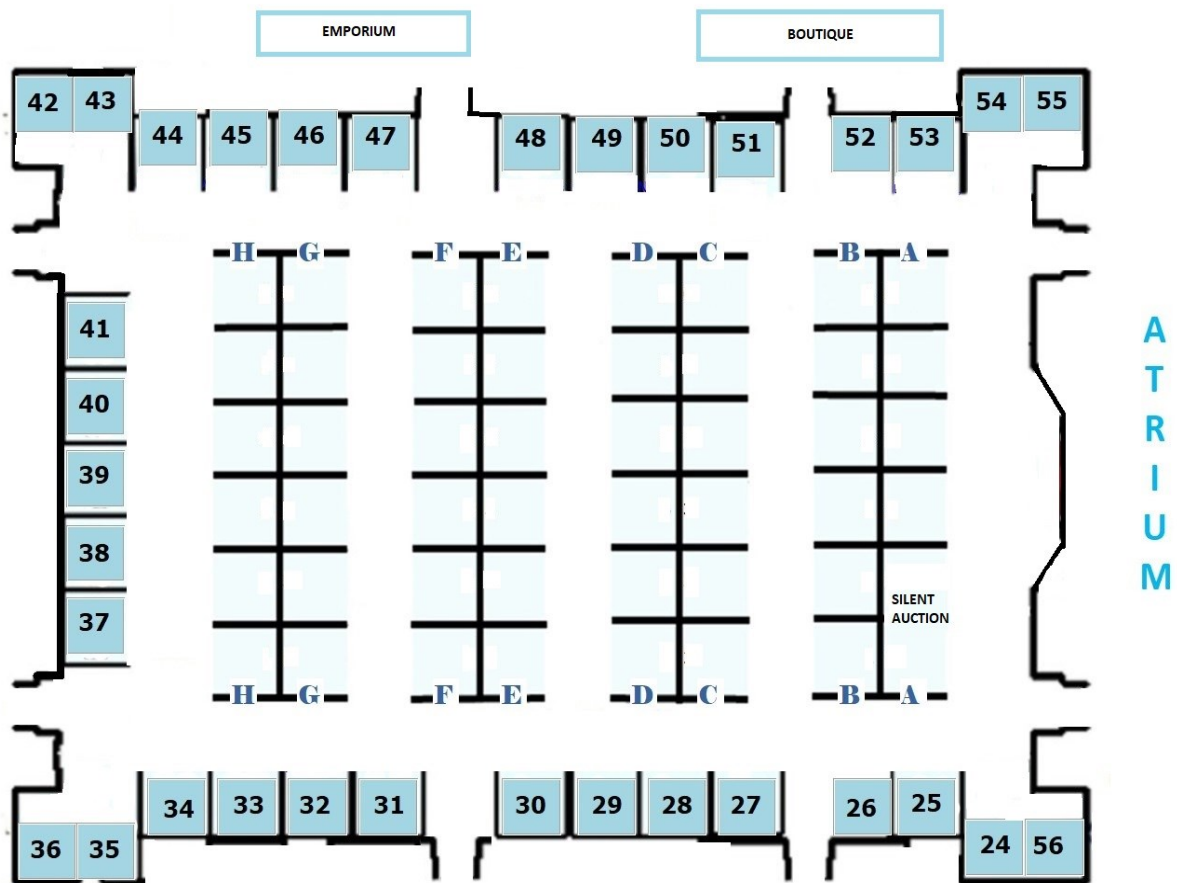 EMPORIUM
BOUTIQUE
42 43
54 55
44 45 46 47
48 49 50 51
52 53
H G F E D C B A
41
40
39
38
37
ATRIUM
SILENT
AUCTION
H G F E D C B A
34 33 32 31
30 29 28 27
26 25
36 35
24 56